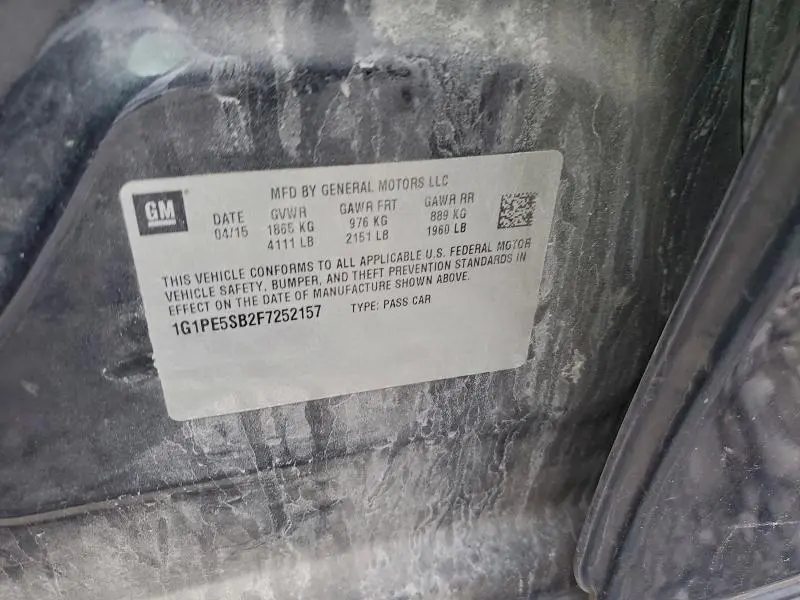 MFD BY GENERAL MOTORS LLC
GM
DATE GVWR GAWR FRT GAWR RR
04/15 1865 KG 976 KG 889 KG
4111 LB 2151 LB 1960 LB
THIS VEHICLE CONFORMS TO ALL APPLICABLE U.S. FEDERAL MOTOR
VEHICLE SAFETY, BUMPER, AND THEFT PREVENTION STANDARDS IN
EFFECT ON THE DATE OF MANUFACTURE SHOWN ABOVE.
1G1PE5SB2F7252157 TYPE: PASS CAR